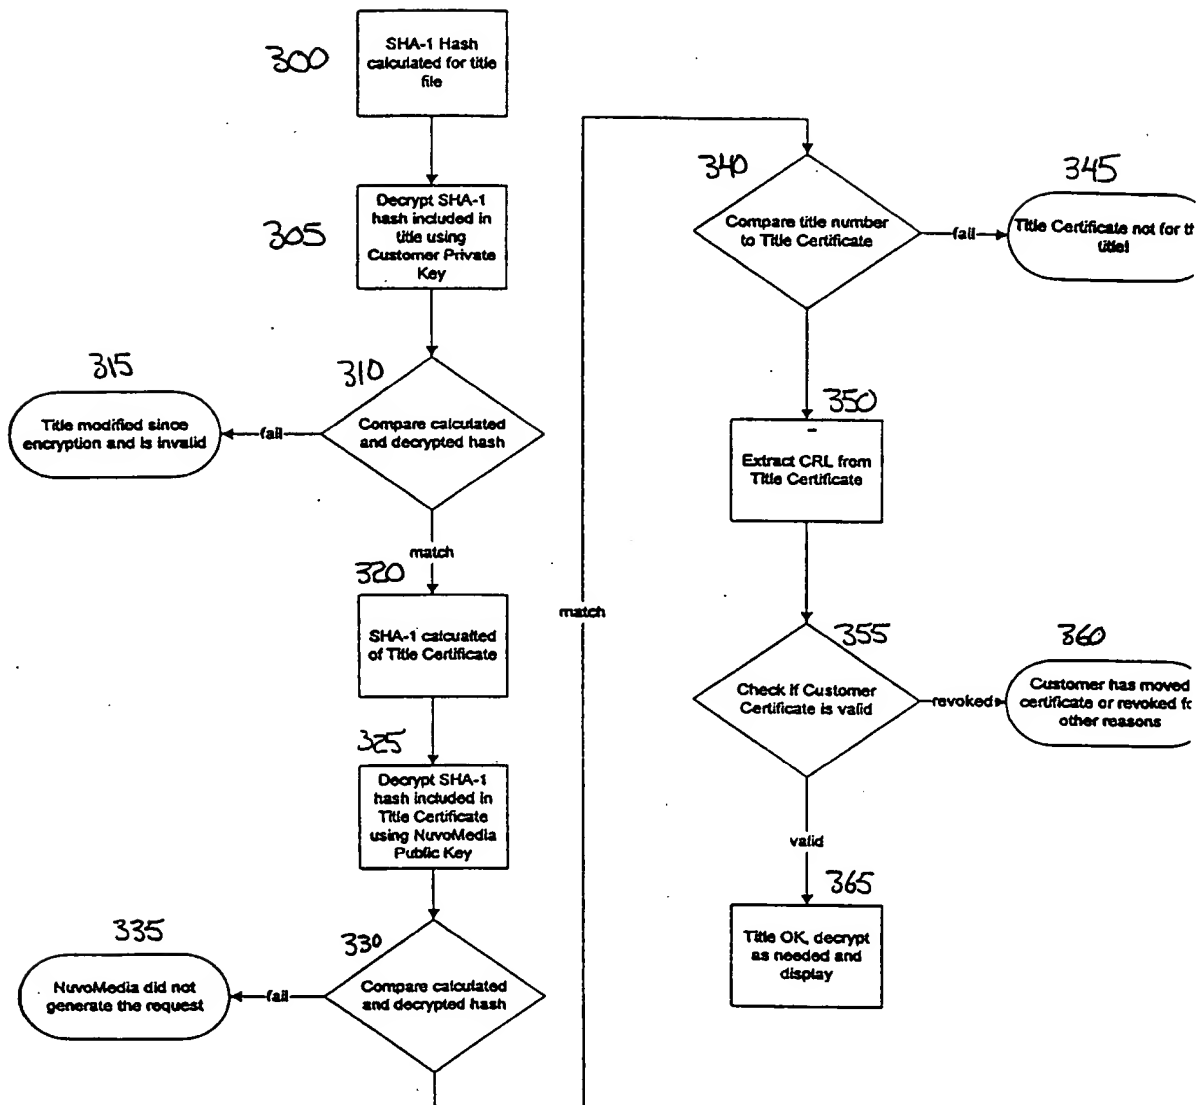 300
SHA-1 Hash
calculated for title
file
305
Decrypt SHA-1
hash included in
title using
Customer Private
Key
310
Compare calculated
and decrypted hash
fail
315
Title modified since
encryption and is invalid
match
320
SHA-1 calcualted
of Title Certificate
325
Decrypt SHA-1
hash included in
Title Certificate
using NuvoMedia
Public Key
330
Compare calculated
and decrypted hash
fail
335
NuvoMedia did not
generate the request
match
340
Compare title number
to Title Certificate
fail
345
Title Certificate not for th
title!
350
Extract CRL from
Title Certificate
355
Check if Customer
Certificate is valid
revoked
360
Customer has moved
certificate or revoked fo
other reasons
valid
365
Title OK, decrypt
as needed and
display